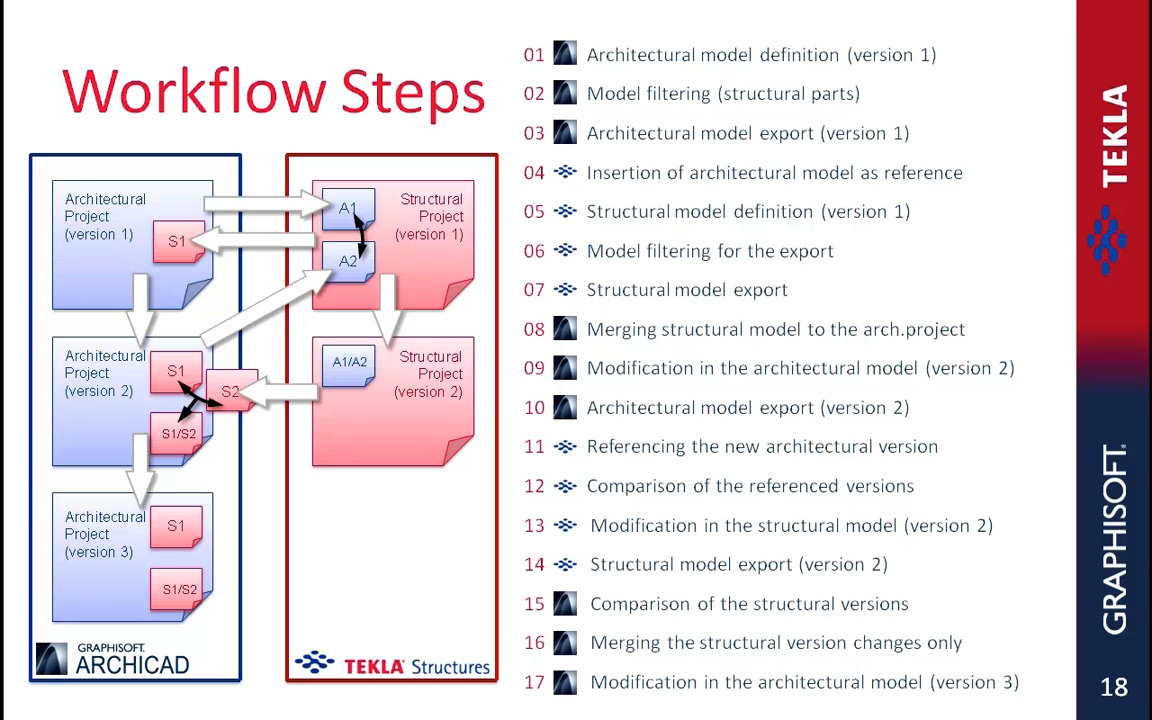 Workflow Steps
Architectural
Project
(version 1)
S1
A1
A2
Structural
Project
(version 1)
Architectural
Project
(version 2)
S1
S2
S1/S2
A1/A2
Structural
Project
(version 2)
Architectural
Project
(version 3)
S1
S1/S2
GRAPHISOFT
ARCHICAD
TEKLA Structures
01 Architectural model definition (version 1)
02 Model filtering (structural parts)
03 Architectural model export (version 1)
04 Insertion of architectural model as reference
05 Structural model definition (version 1)
06 Model filtering for the export
07 Structural model export
08 Merging structural model to the arch.project
09 Modification in the architectural model (version 2)
10 Architectural model export (version 2)
11 Referencing the new architectural version
12 Comparison of the referenced versions
13 Modification in the structural model (version 2)
14 Structural model export (version 2)
15 Comparison of the structural versions
16 Merging the structural version changes only
17 Modification in the architectural model (version 3)
TEKLA
GRAPHISOFT.
18